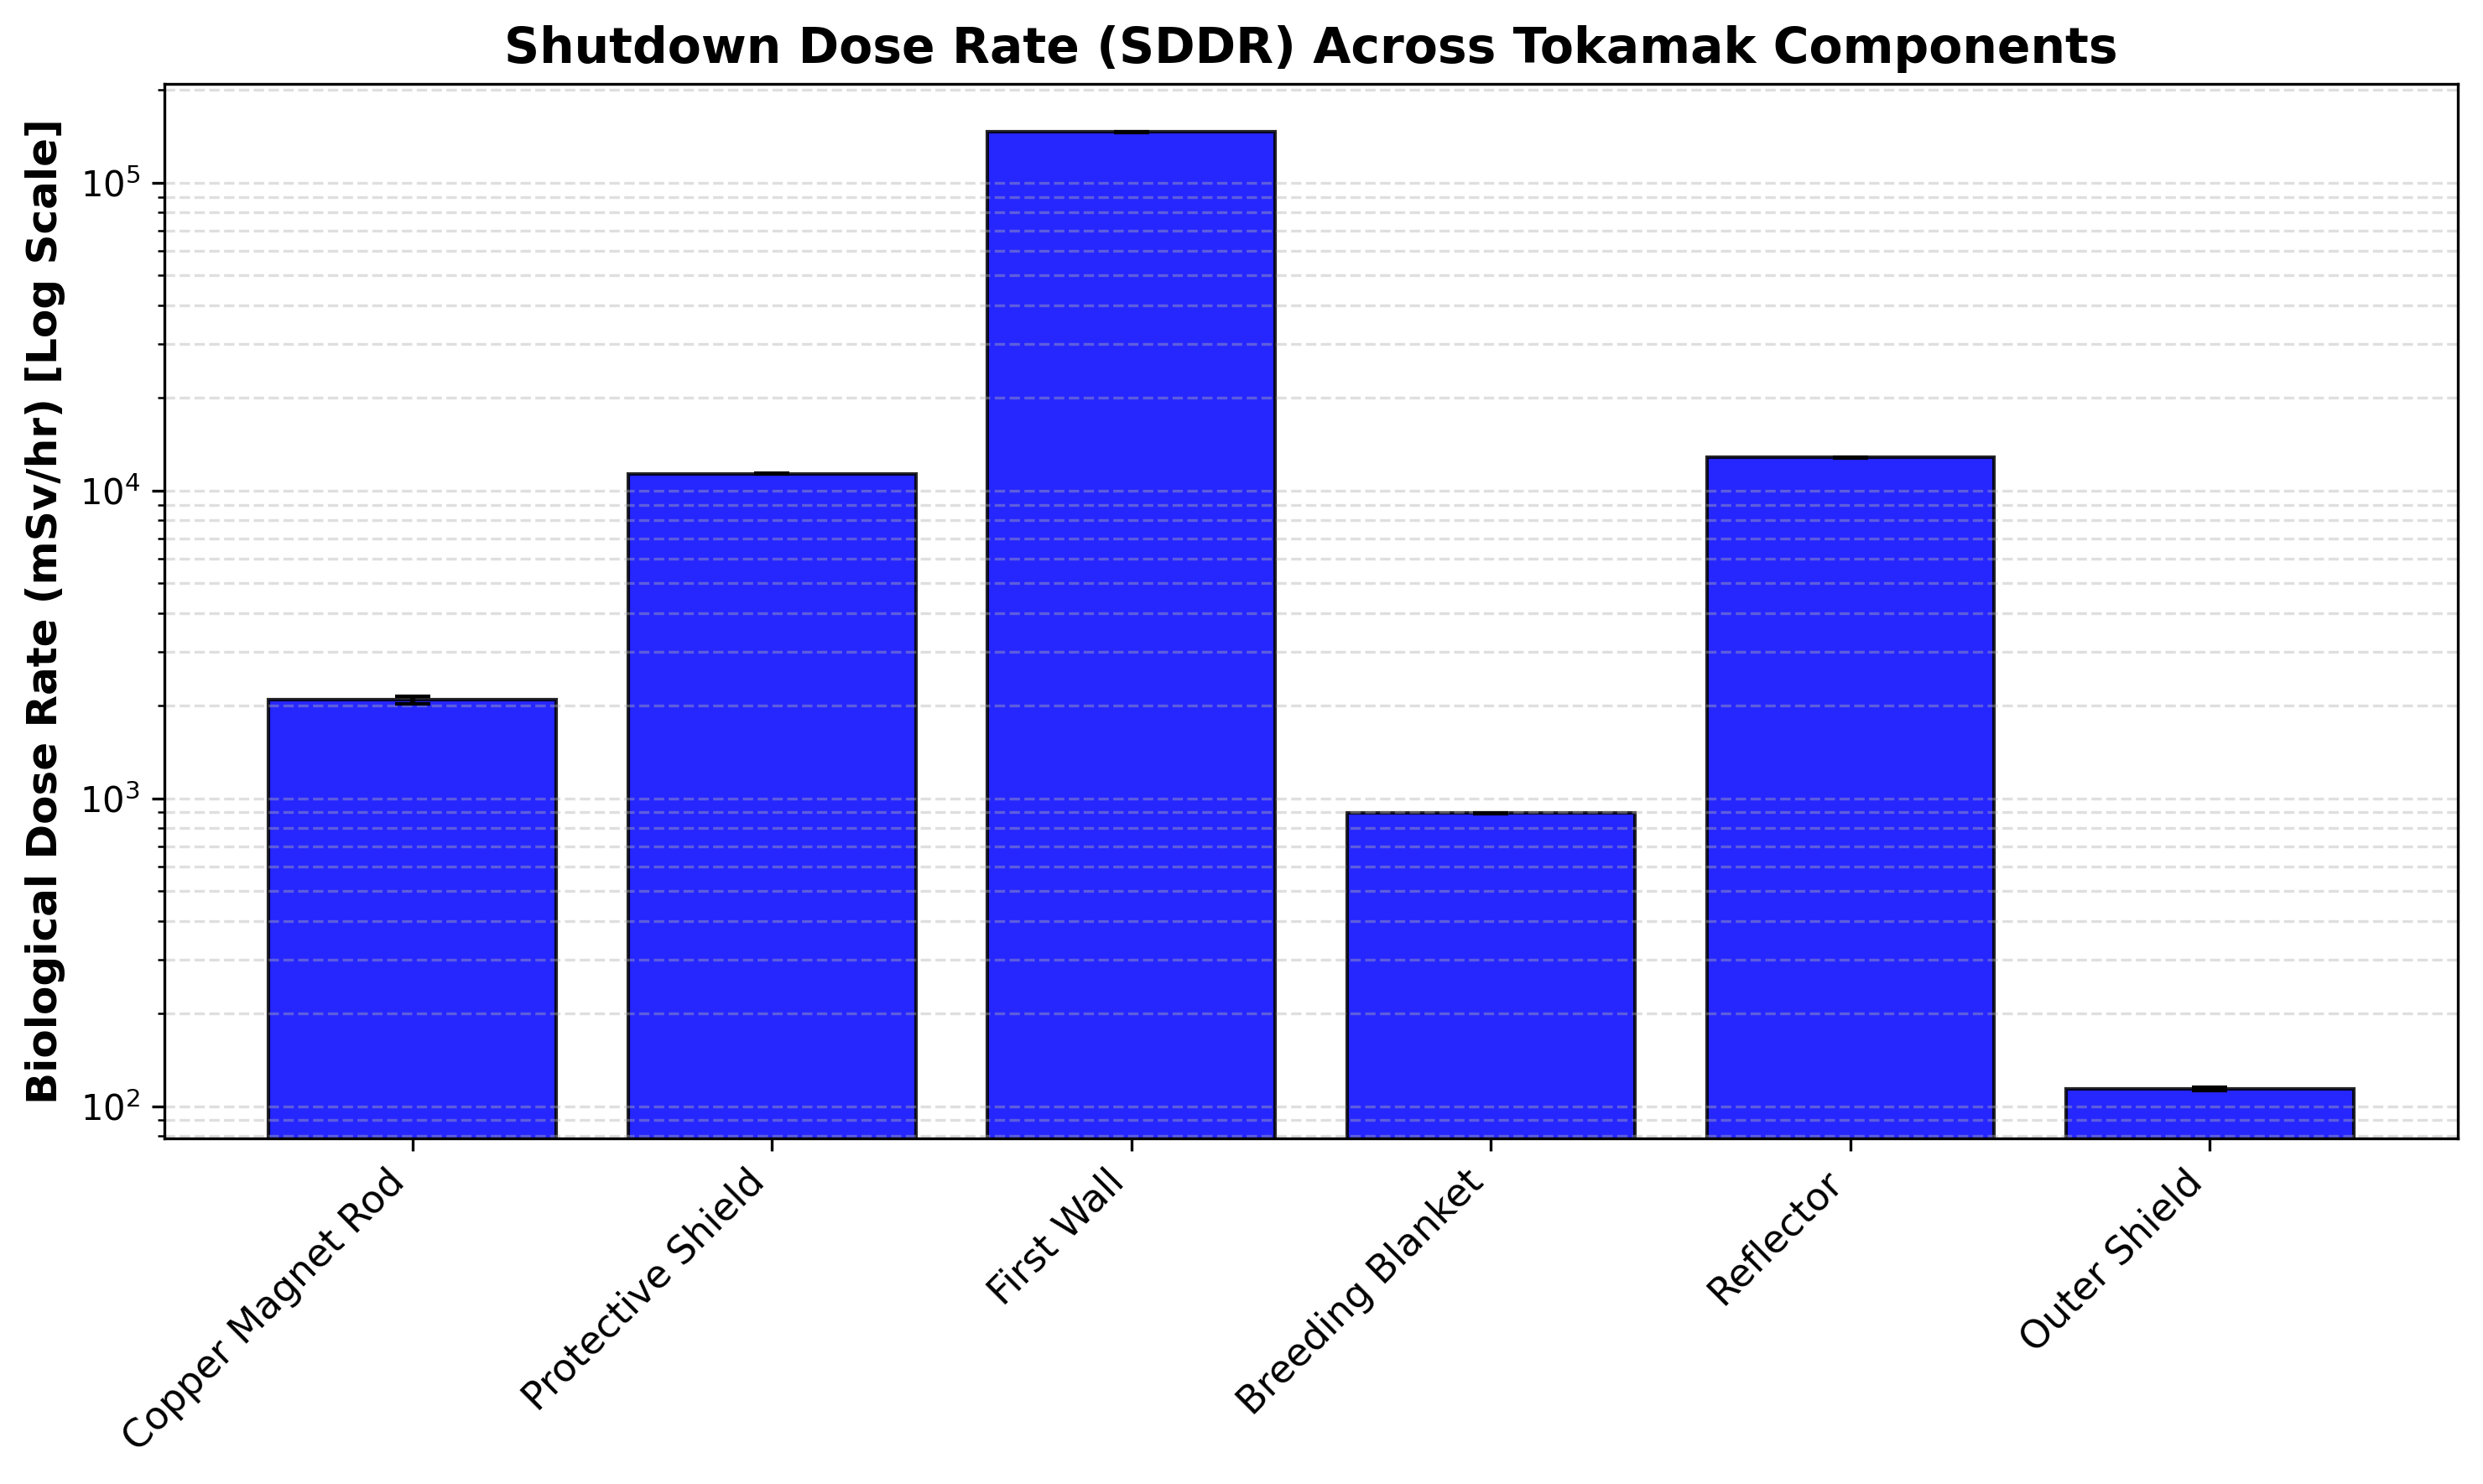 Shutdown Dose Rate (SDDR) Across Tokamak Components
Biological Dose Rate (mSv/hr) [Log Scale]
10⁵
10⁴
10³
10²
Copper Magnet Rod
Protective Shield
First Wall
Breeding Blanket
Reflector
Outer Shield